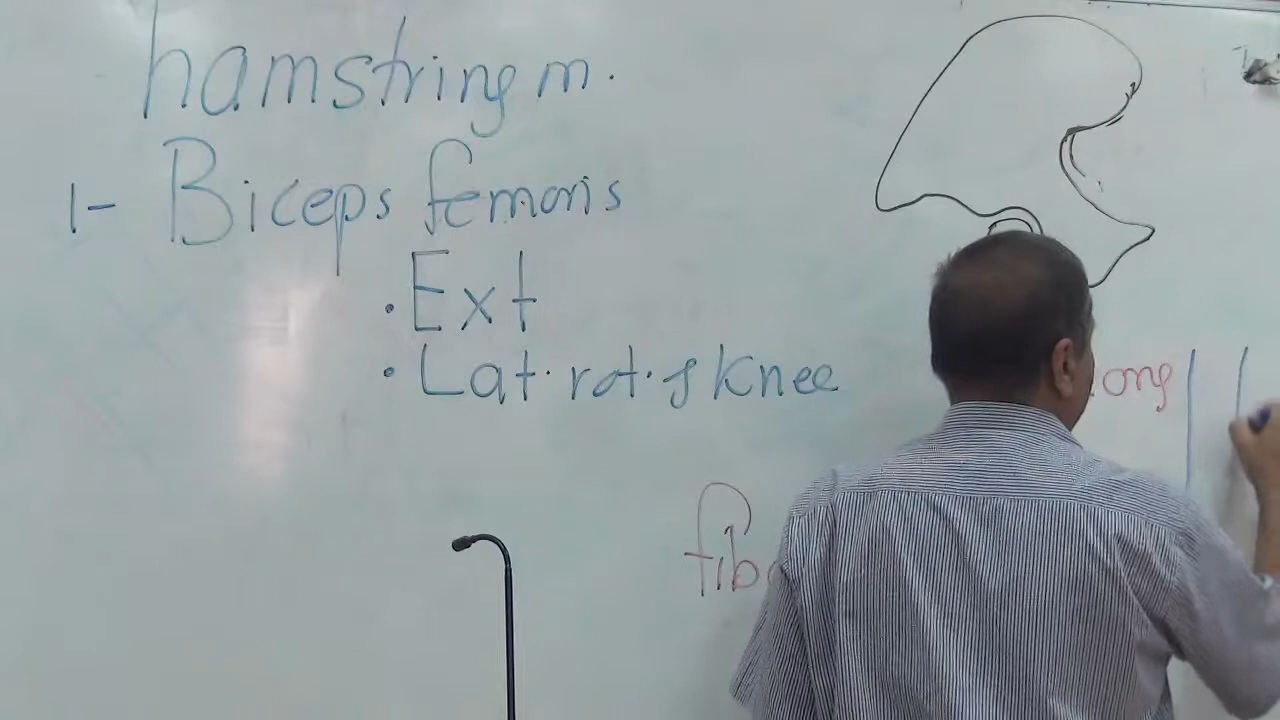 hamstring m.
1- Biceps femoris
• Ext
• Lat. rot. of Knee